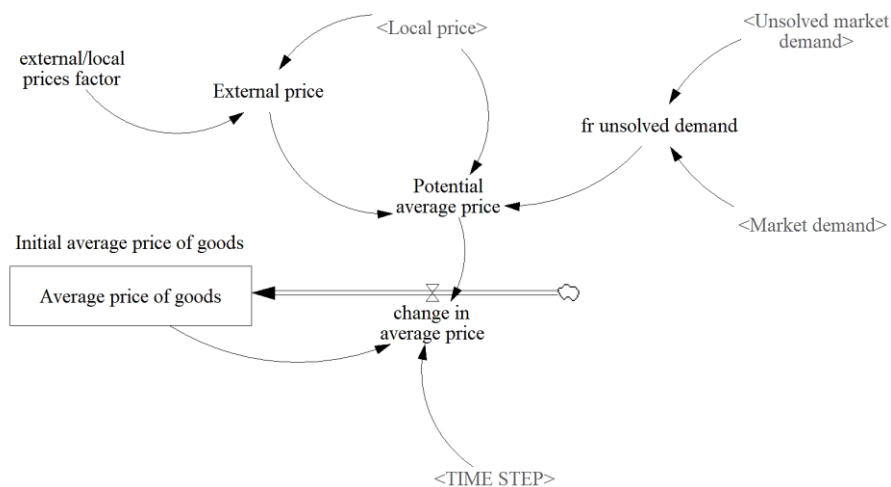 <Local price>
<Unsolved market
demand>
external/local
prices factor
External price
fr unsolved demand
Potential
average price
<Market demand>
Initial average price of goods
Average price of goods
change in
average price
<TIME STEP>